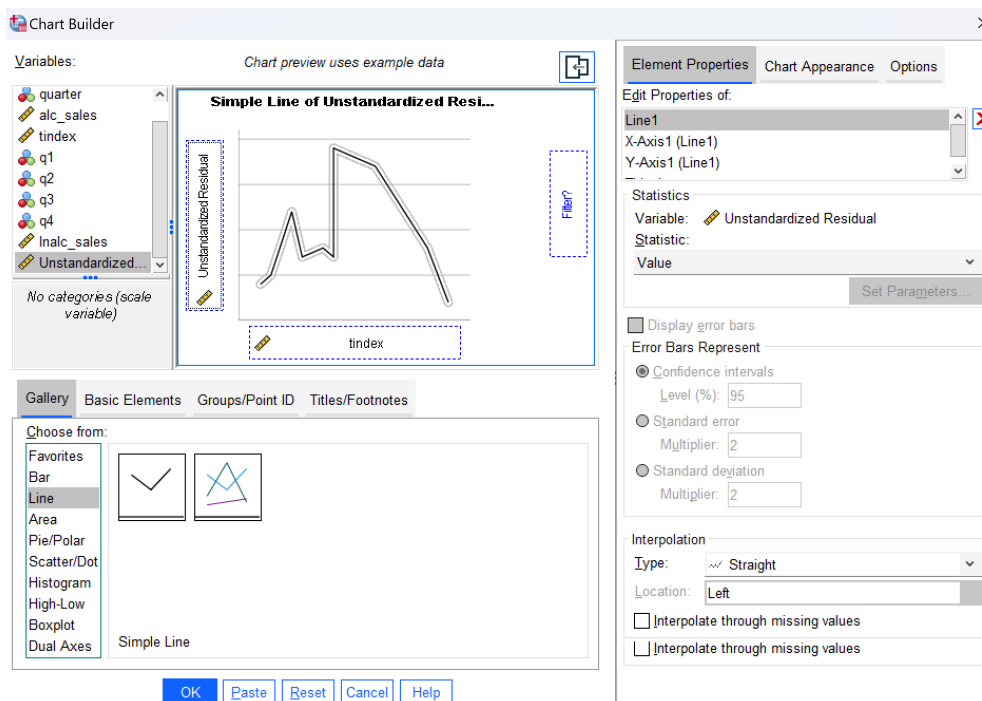 Chart Builder
Variables:
Chart preview uses example data
quarter
alc_sales
tindex
q1
q2
q3
q4
lnalc_sales
Unstandardized...
No categories (scale
variable)
Simple Line of Unstandardized Resi...
Unstandardized Residual
Filter?
tindex
Gallery
Basic Elements
Groups/Point ID
Titles/Footnotes
Choose from:
Favorites
Bar
Line
Area
Pie/Polar
Scatter/Dot
Histogram
High-Low
Boxplot
Dual Axes
Simple Line
OK
Paste
Reset
Cancel
Help
Element Properties
Chart Appearance
Options
Edit Properties of:
Line1
X-Axis1 (Line1)
Y-Axis1 (Line1)
Statistics
Variable: Unstandardized Residual
Statistic:
Value
Set Parameters...
Display error bars
Error Bars Represent
Confidence intervals
Level (%): 95
Standard error
Multiplier: 2
Standard deviation
Multiplier: 2
Interpolation
Type: Straight
Location: Left
Interpolate through missing values
Interpolate through missing values